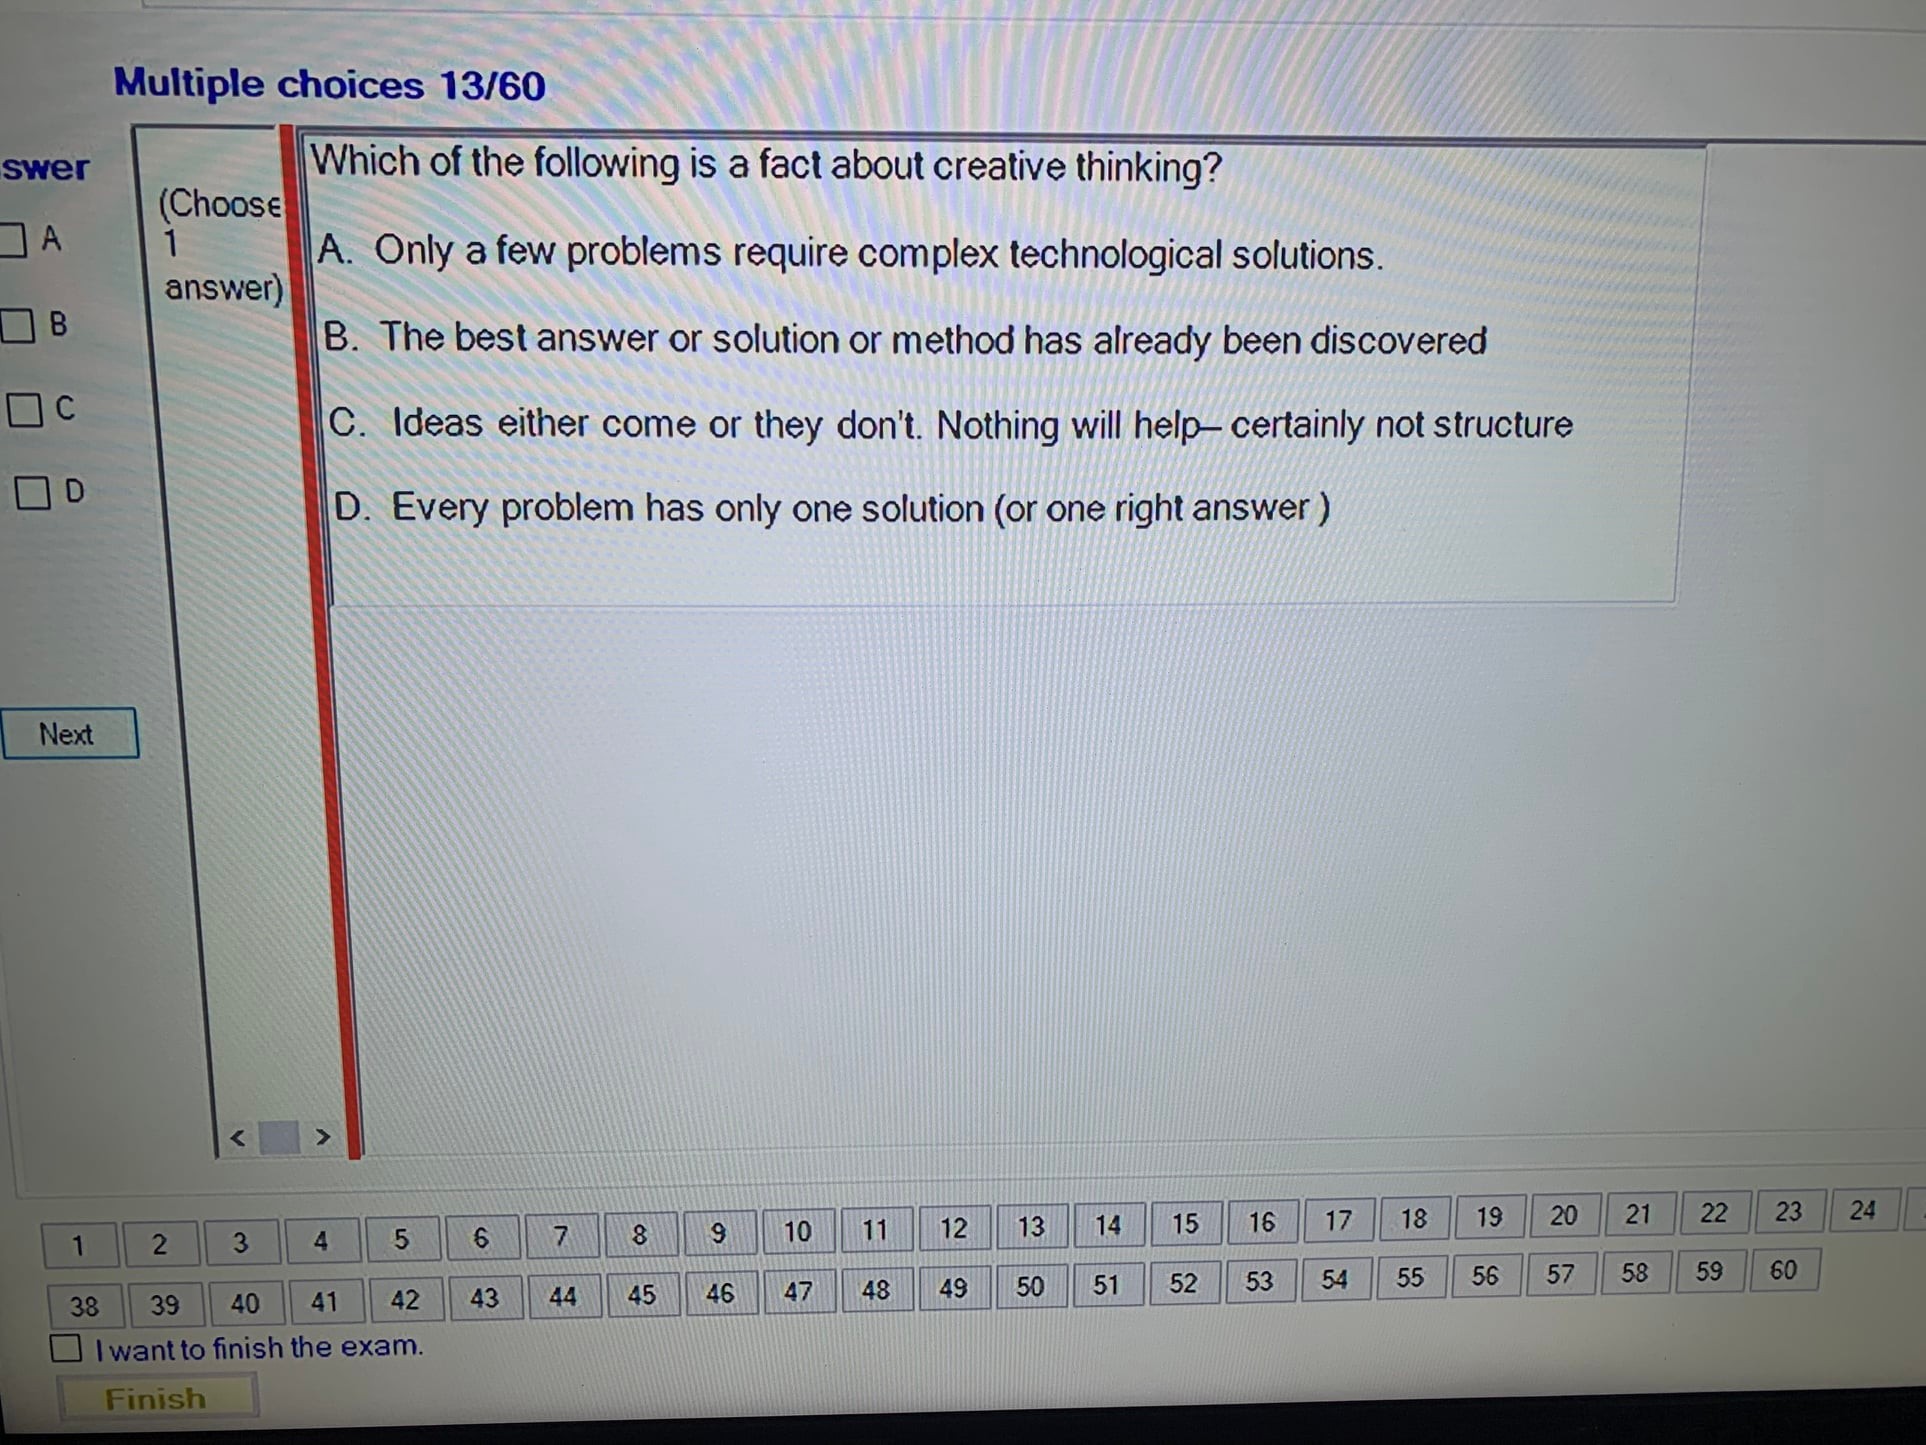 Multiple choices 13/60
swer
A
B
C
D
Next
(Choose
1
answer)
Which of the following is a fact about creative thinking?
A. Only a few problems require complex technological solutions.
B. The best answer or solution or method has already been discovered
C. Ideas either come or they don't. Nothing will help– certainly not structure
D. Every problem has only one solution (or one right answer )
< >
1 2 3 4 5 6 7 8 9 10 11 12 13 14 15 16 17 18 19 20 21 22 23 24
38 39 40 41 42 43 44 45 46 47 48 49 50 51 52 53 54 55 56 57 58 59 60
I want to finish the exam.
Finish